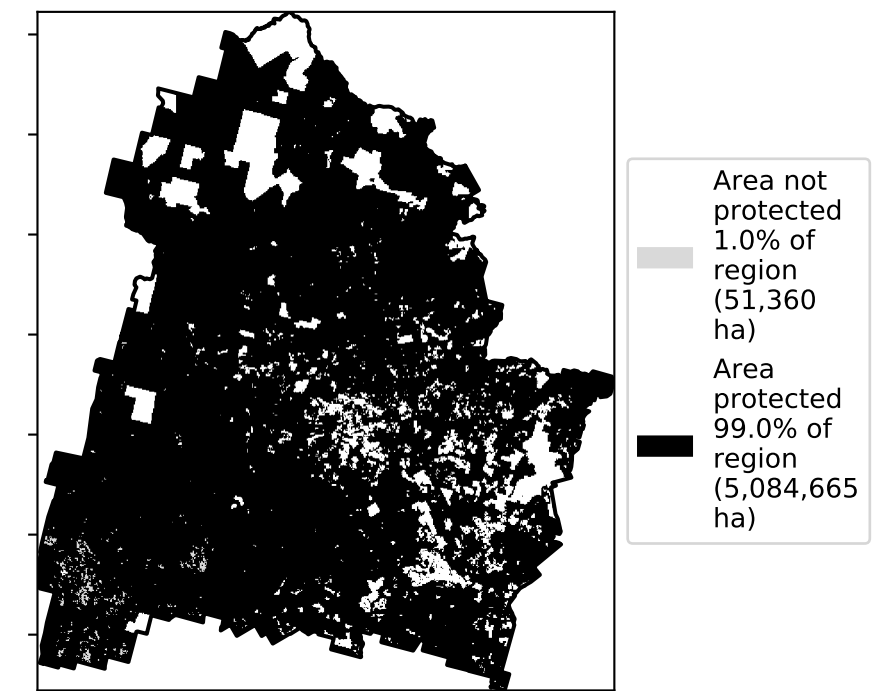 Area not
protected
1.0% of
region
(51,360
ha)
Area
protected
99.0% of
region
(5,084,665
ha)